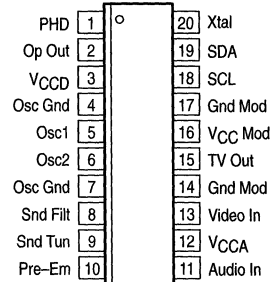 PHD 1 20 Xtal
Op Out 2 19 SDA
VCCD 3 18 SCL
Osc Gnd 4 17 Gnd Mod
Osc1 5 16 VCC Mod
Osc2 6 15 TV Out
Osc Gnd 7 14 Gnd Mod
Snd Filt 8 13 Video In
Snd Tun 9 12 VCCA
Pre–Em 10 11 Audio In